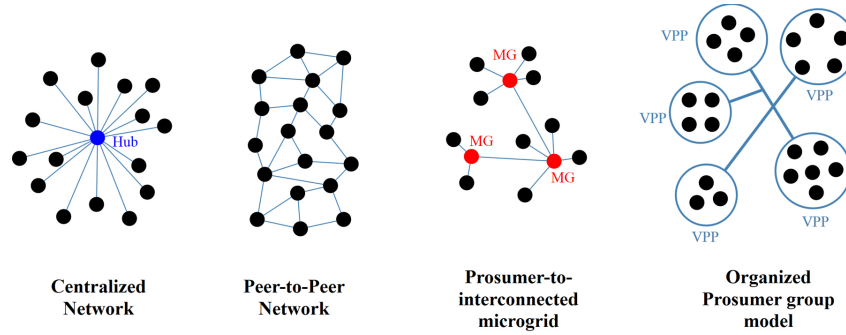 Hub
MG
MG
MG
VPP
VPP
VPP
VPP
VPP
Centralized
Network
Peer-to-Peer
Network
Prosumer-to-
interconnected
microgrid
Organized
Prosumer group
model